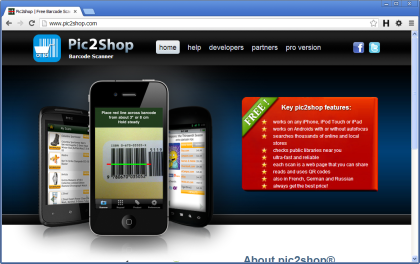 Pic2Shop | Free Barcode Scan
www.pic2shop.com
Pic2Shop
Barcode Scanner
home help developers partners pro version
FREE!
Key pic2shop features:
works on any iPhone, iPod Touch or iPad
works on Androids with or without autofocus
searches thousands of online and local
stores
checks public libraries near you
ultra-fast and reliable
each scan is a web page that you can share
reads and uses QR codes
also in French, German and Russian
always get the best price!
Place red line across barcode
from about 3" or 8 cm
Hold steady
About pic2shop®